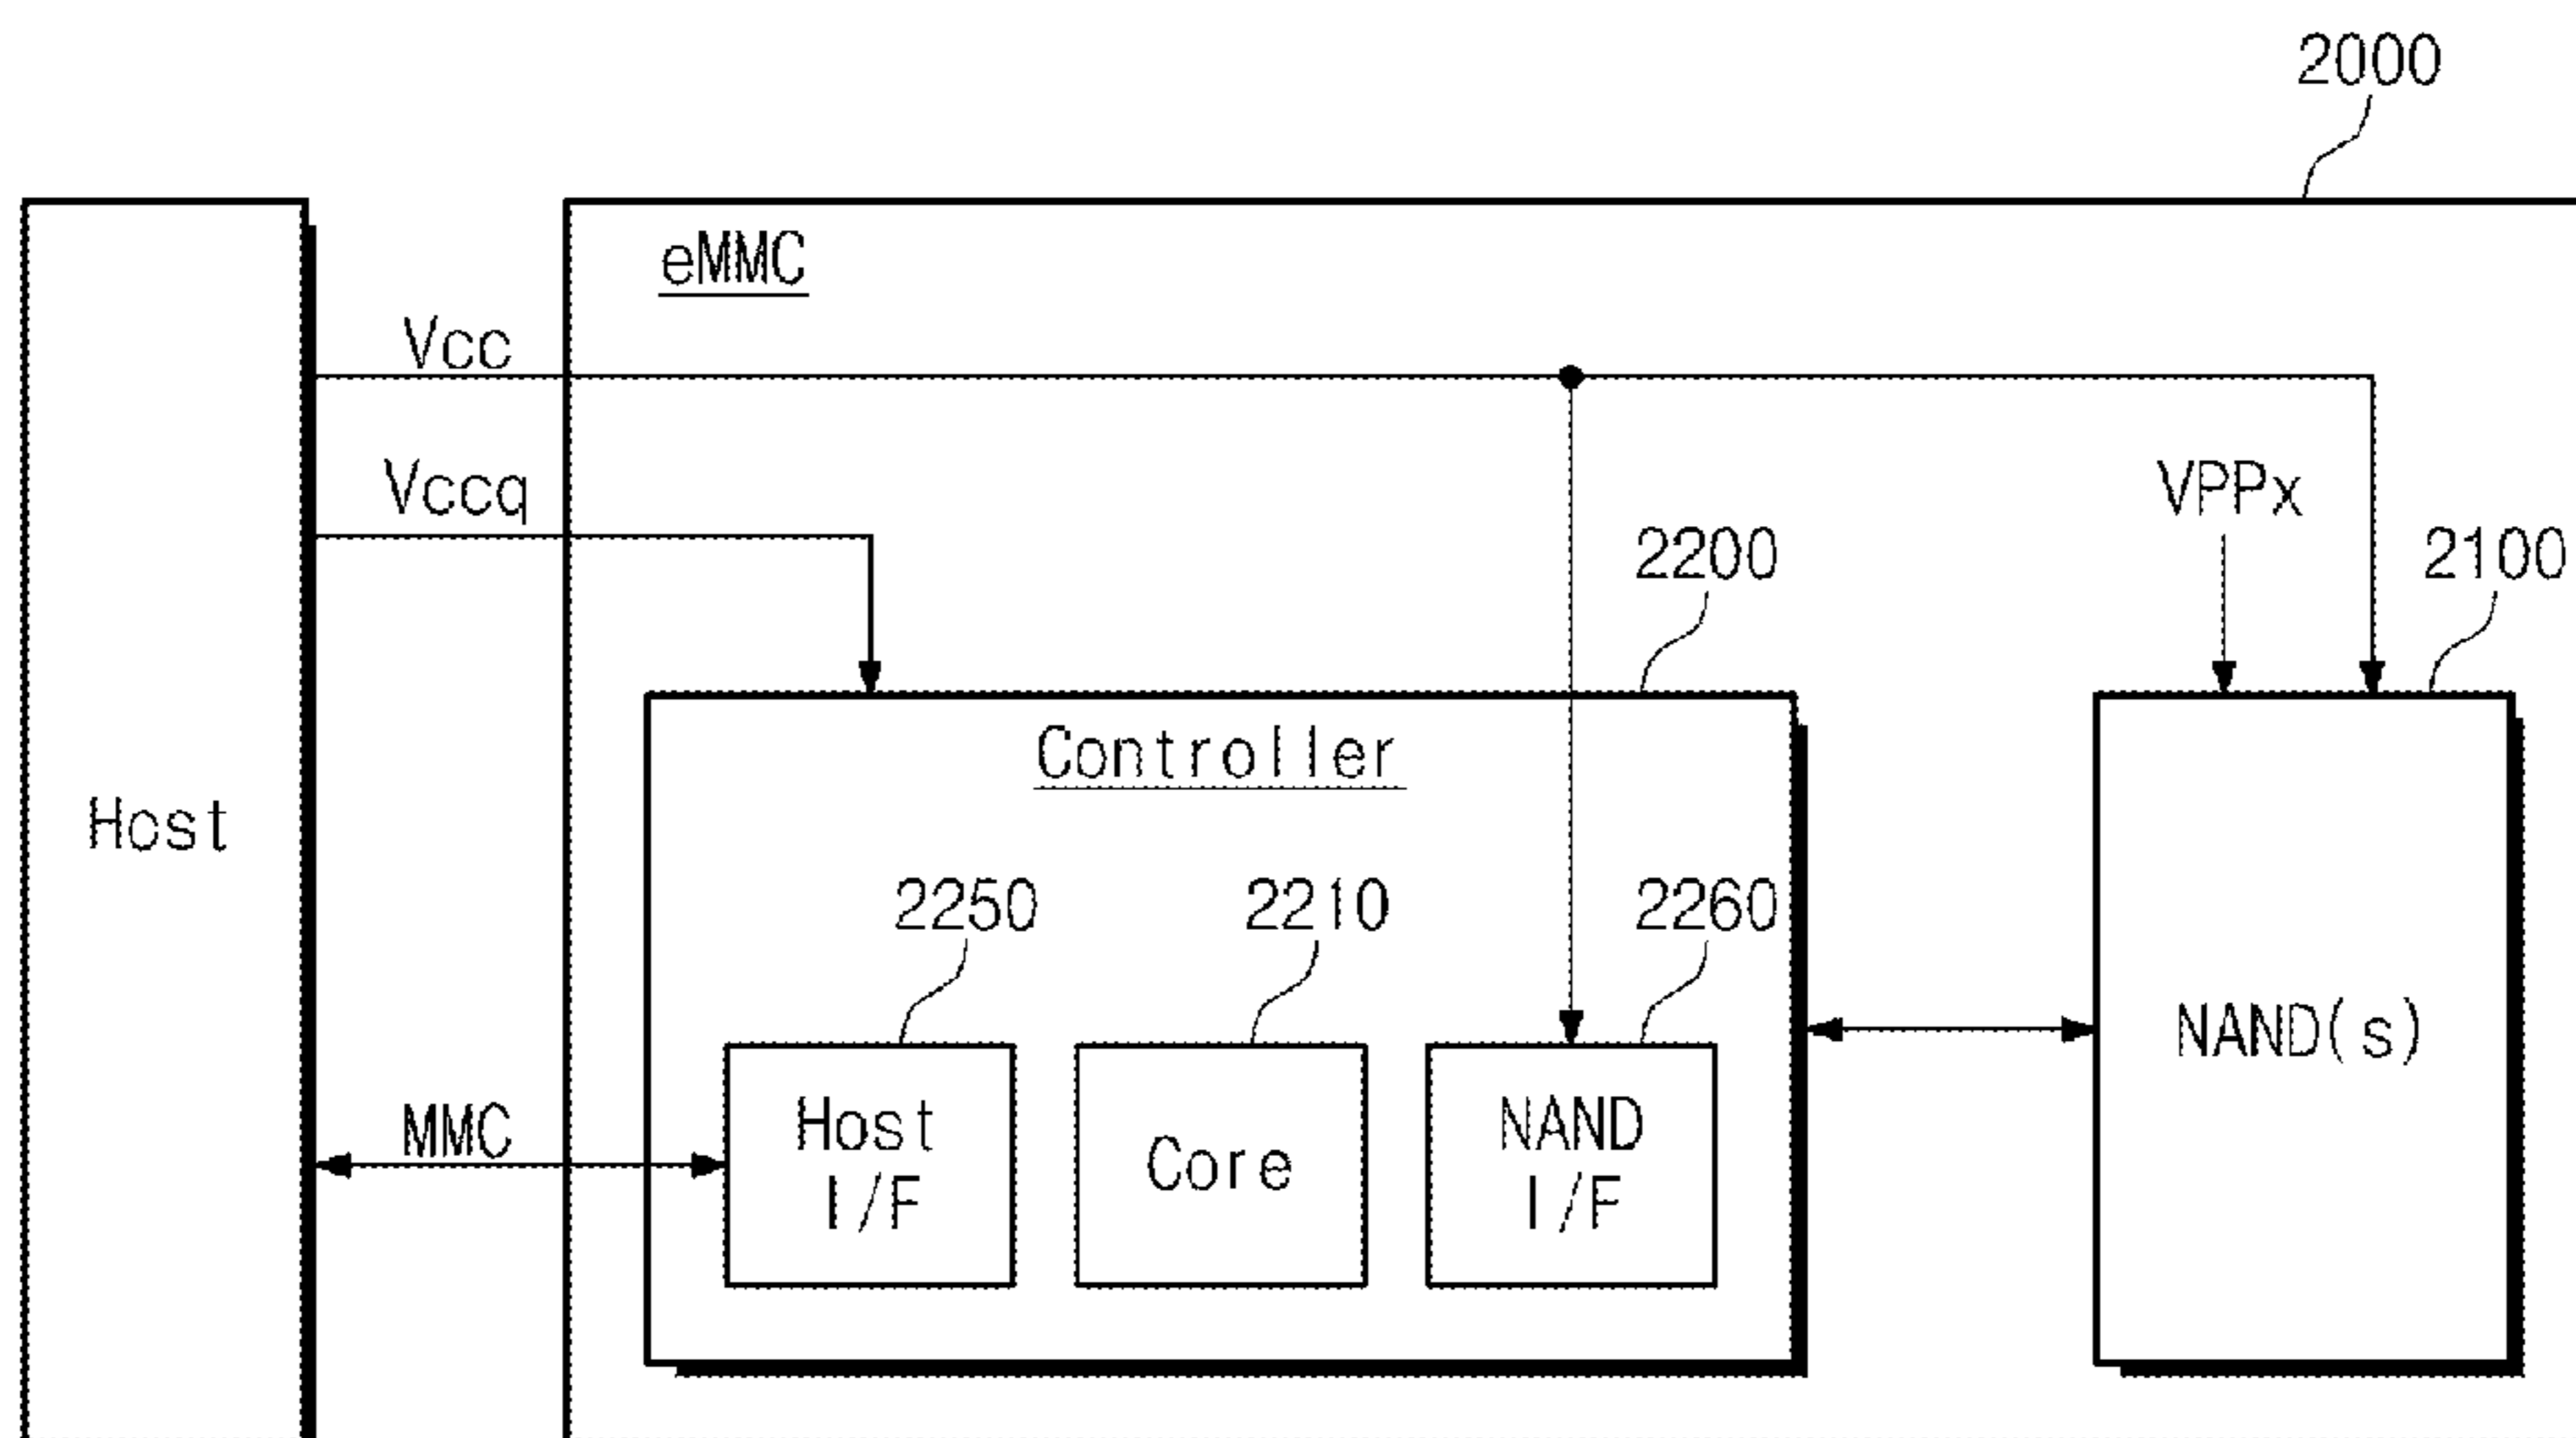 2000
eMMC
Vcc
Vccq
VPPx
2200
2100
Controller
Host
2250
2210
2260
NAND(s)
MMC
Host
I/F
Core
NAND
I/F